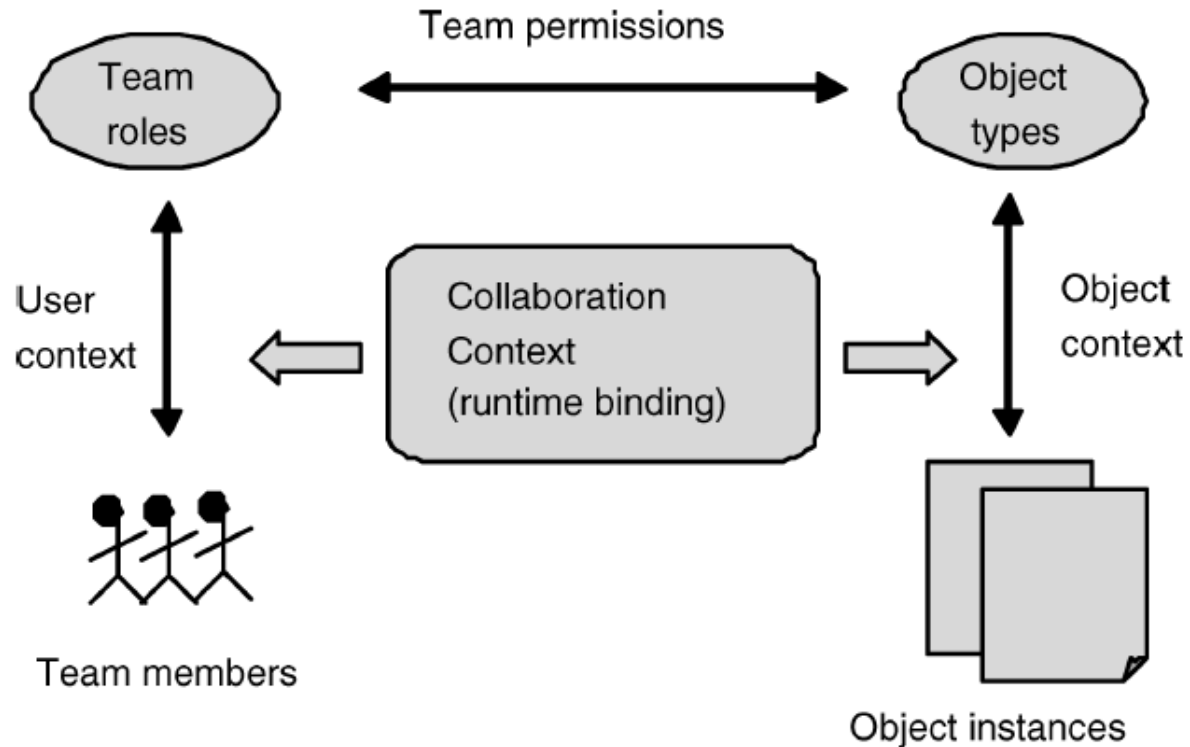 Team permissions
Team
roles
Object
types
User
context
Collaboration
Context
(runtime binding)
Object
context
Team members
Object instances